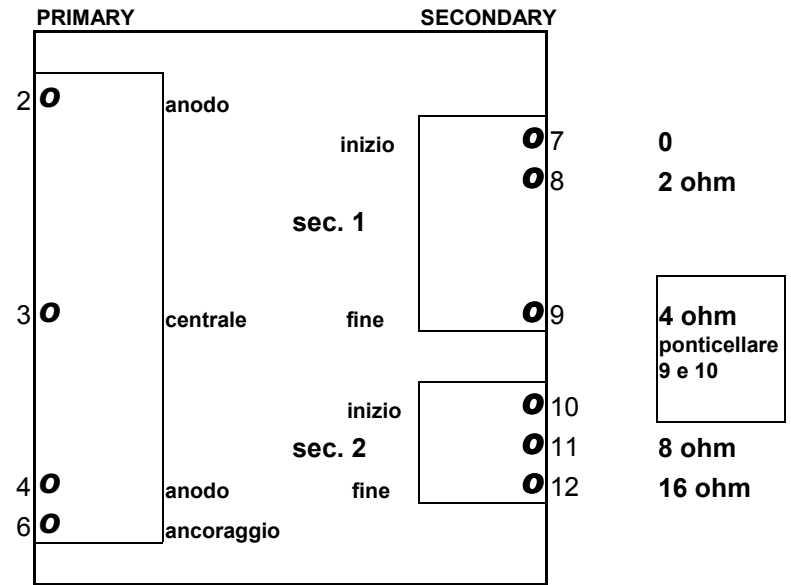 PRIMARY SECONDARY
2 o anodo
inizio o 7 0
o 8 2 ohm
sec. 1
3 o centrale fine o 9 4 ohm
ponticellare
9 e 10
inizio o 10
sec. 2 o 11 8 ohm
4 o anodo fine o 12 16 ohm
6 o ancoraggio